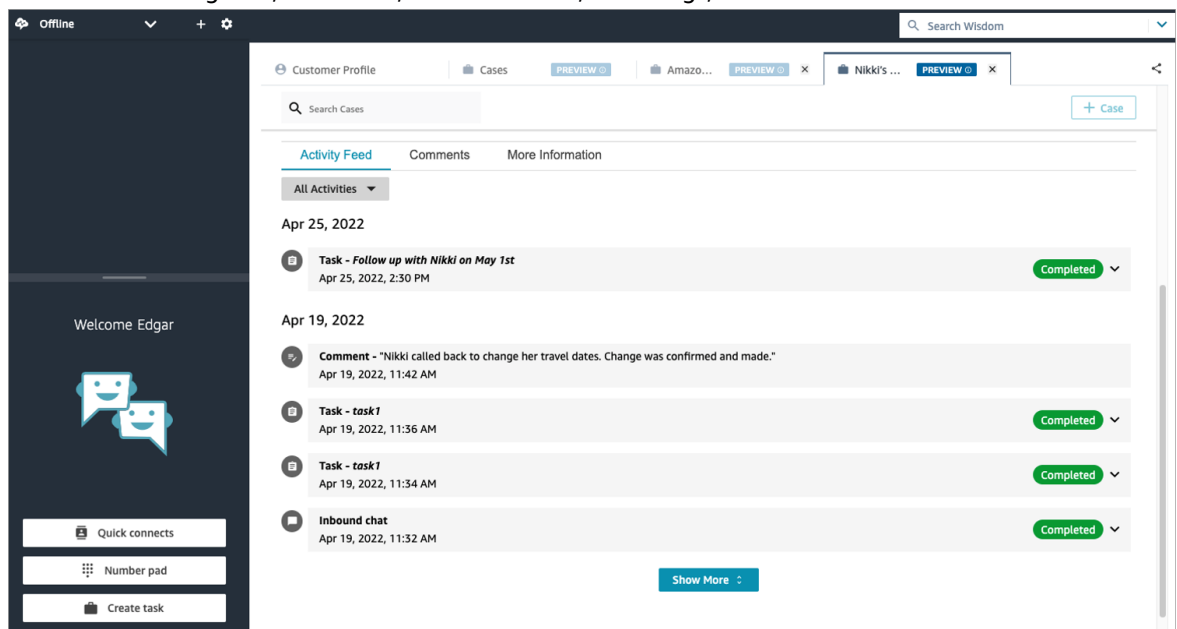 Offline
Search Wisdom
Customer Profile
Cases
PREVIEW
Amazo...
PREVIEW
Nikki's ...
PREVIEW
Search Cases
+ Case
Activity Feed
Comments
More Information
All Activities
Apr 25, 2022
Task - Follow up with Nikki on May 1st
Apr 25, 2022, 2:30 PM
Completed
Apr 19, 2022
Comment - "Nikki called back to change her travel dates. Change was confirmed and made."
Apr 19, 2022, 11:42 AM
Task - task1
Apr 19, 2022, 11:36 AM
Completed
Task - task1
Apr 19, 2022, 11:34 AM
Completed
Inbound chat
Apr 19, 2022, 11:32 AM
Completed
Show More
Welcome Edgar
Quick connects
Number pad
Create task